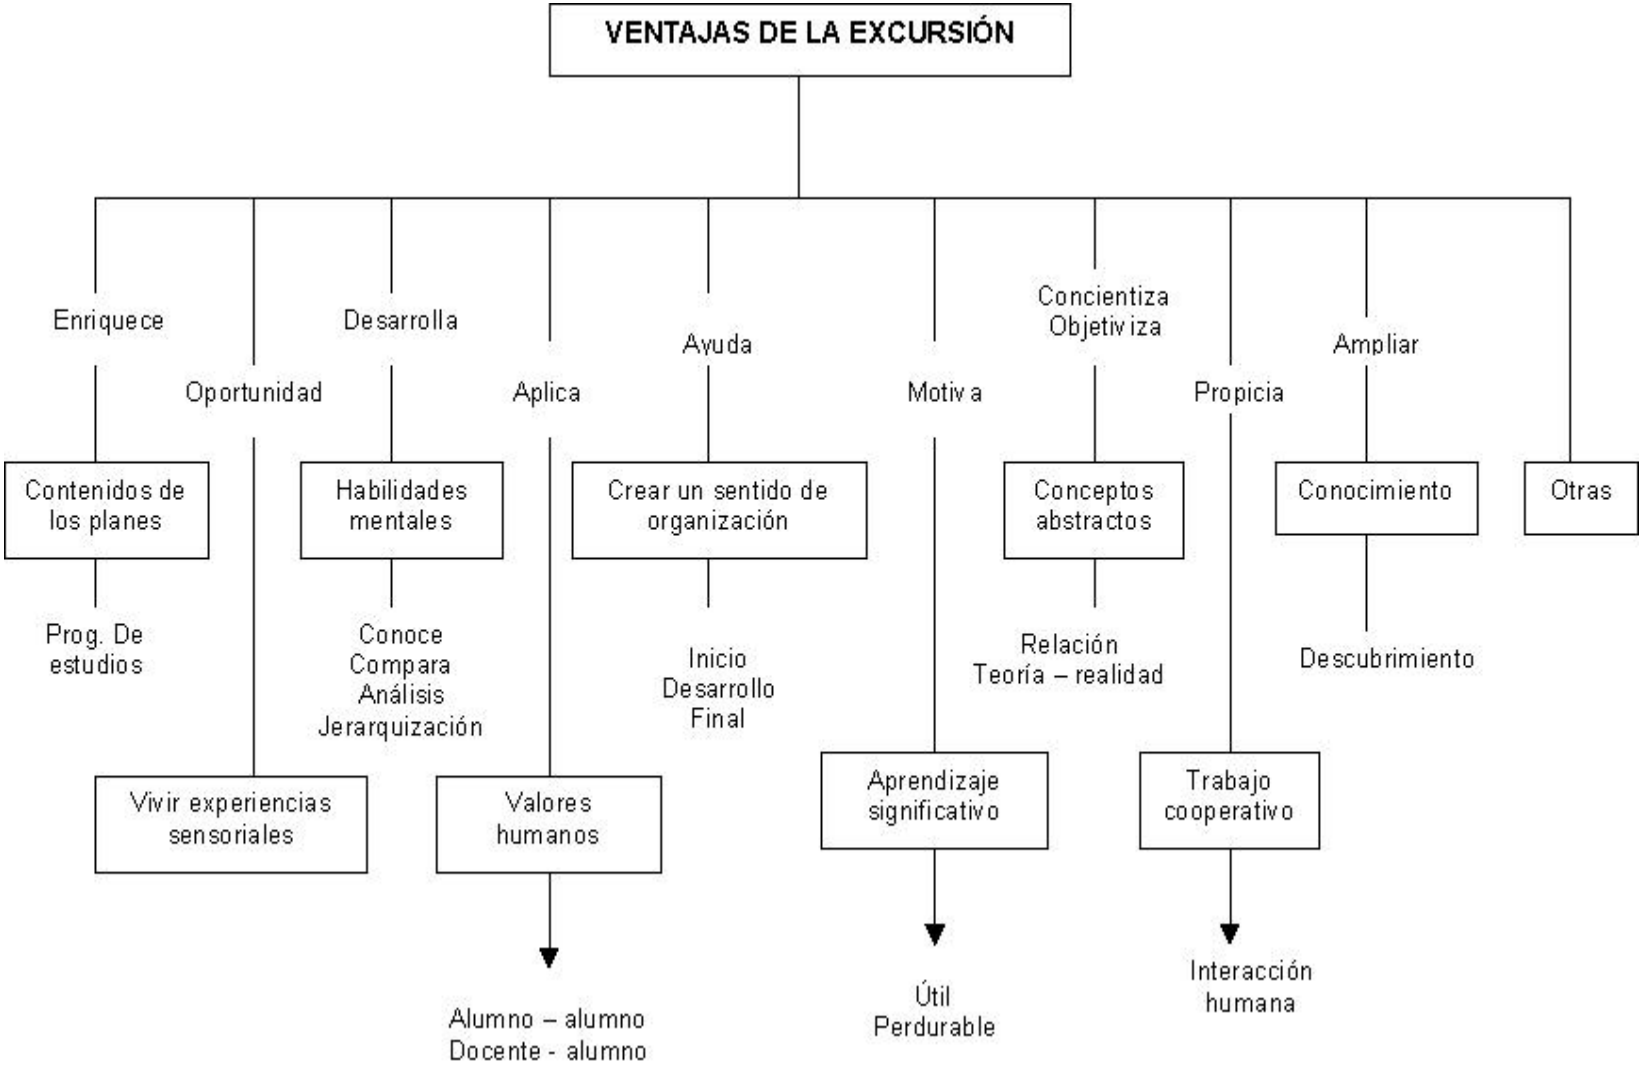 VENTAJAS DE LA EXCURSIÓN
Enriquece
Contenidos de
los planes
Prog. De
estudios
Oportunidad
Vivir experiencias
sensoriales
Desarrolla
Habilidades
mentales
Conoce
Compara
Análisis
Jerarquización
Aplica
Valores
humanos
Alumno – alumno
Docente - alumno
Ayuda
Crear un sentido de
organización
Inicio
Desarrollo
Final
Motiva
Aprendizaje
significativo
Útil
Perdurable
Concientiza
Objetiviza
Conceptos
abstractos
Relación
Teoría – realidad
Propicia
Trabajo
cooperativo
Interacción
humana
Ampliar
Conocimiento
Descubrimiento
Otras